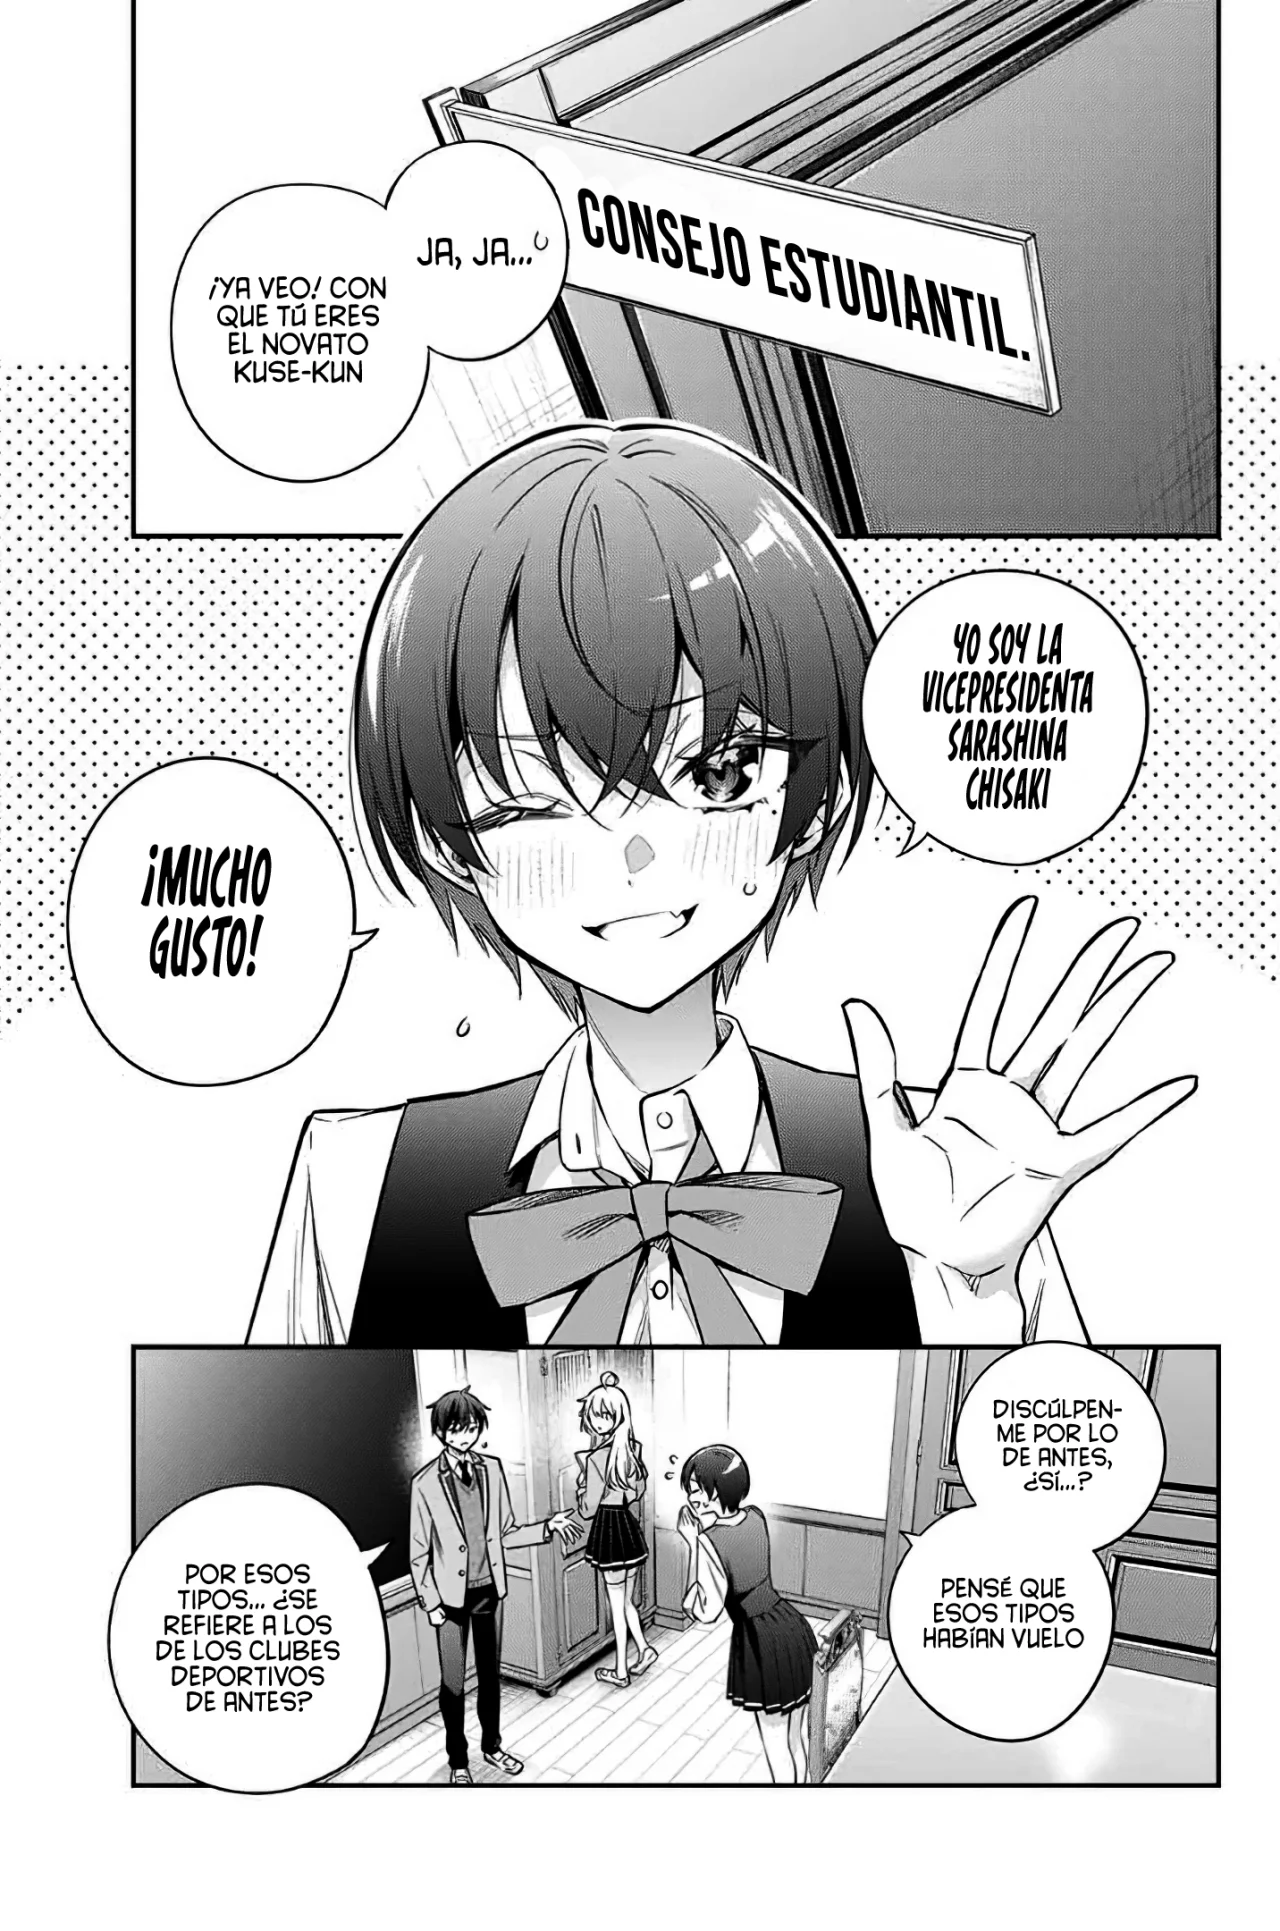 CONSEJO ESTUDIANTIL.
JA, JA...
¡YA VEO! CON
QUE TÚ ERES
EL NOVATO
KUSE-KUN
YO SOY LA
VICEPRESIDENTA
SARASHINA
CHISAKI
¡MUCHO
GUSTO!
DISCÚLPEN-
ME POR LO
DE ANTES,
¿SÍ...?
PENSÉ QUE
ESOS TIPOS
HABÍAN VUELO
POR ESOS
TIPOS... ¿SE
REFIERE A LOS
DE LOS CLUBES
DEPORTIVOS
DE ANTES?